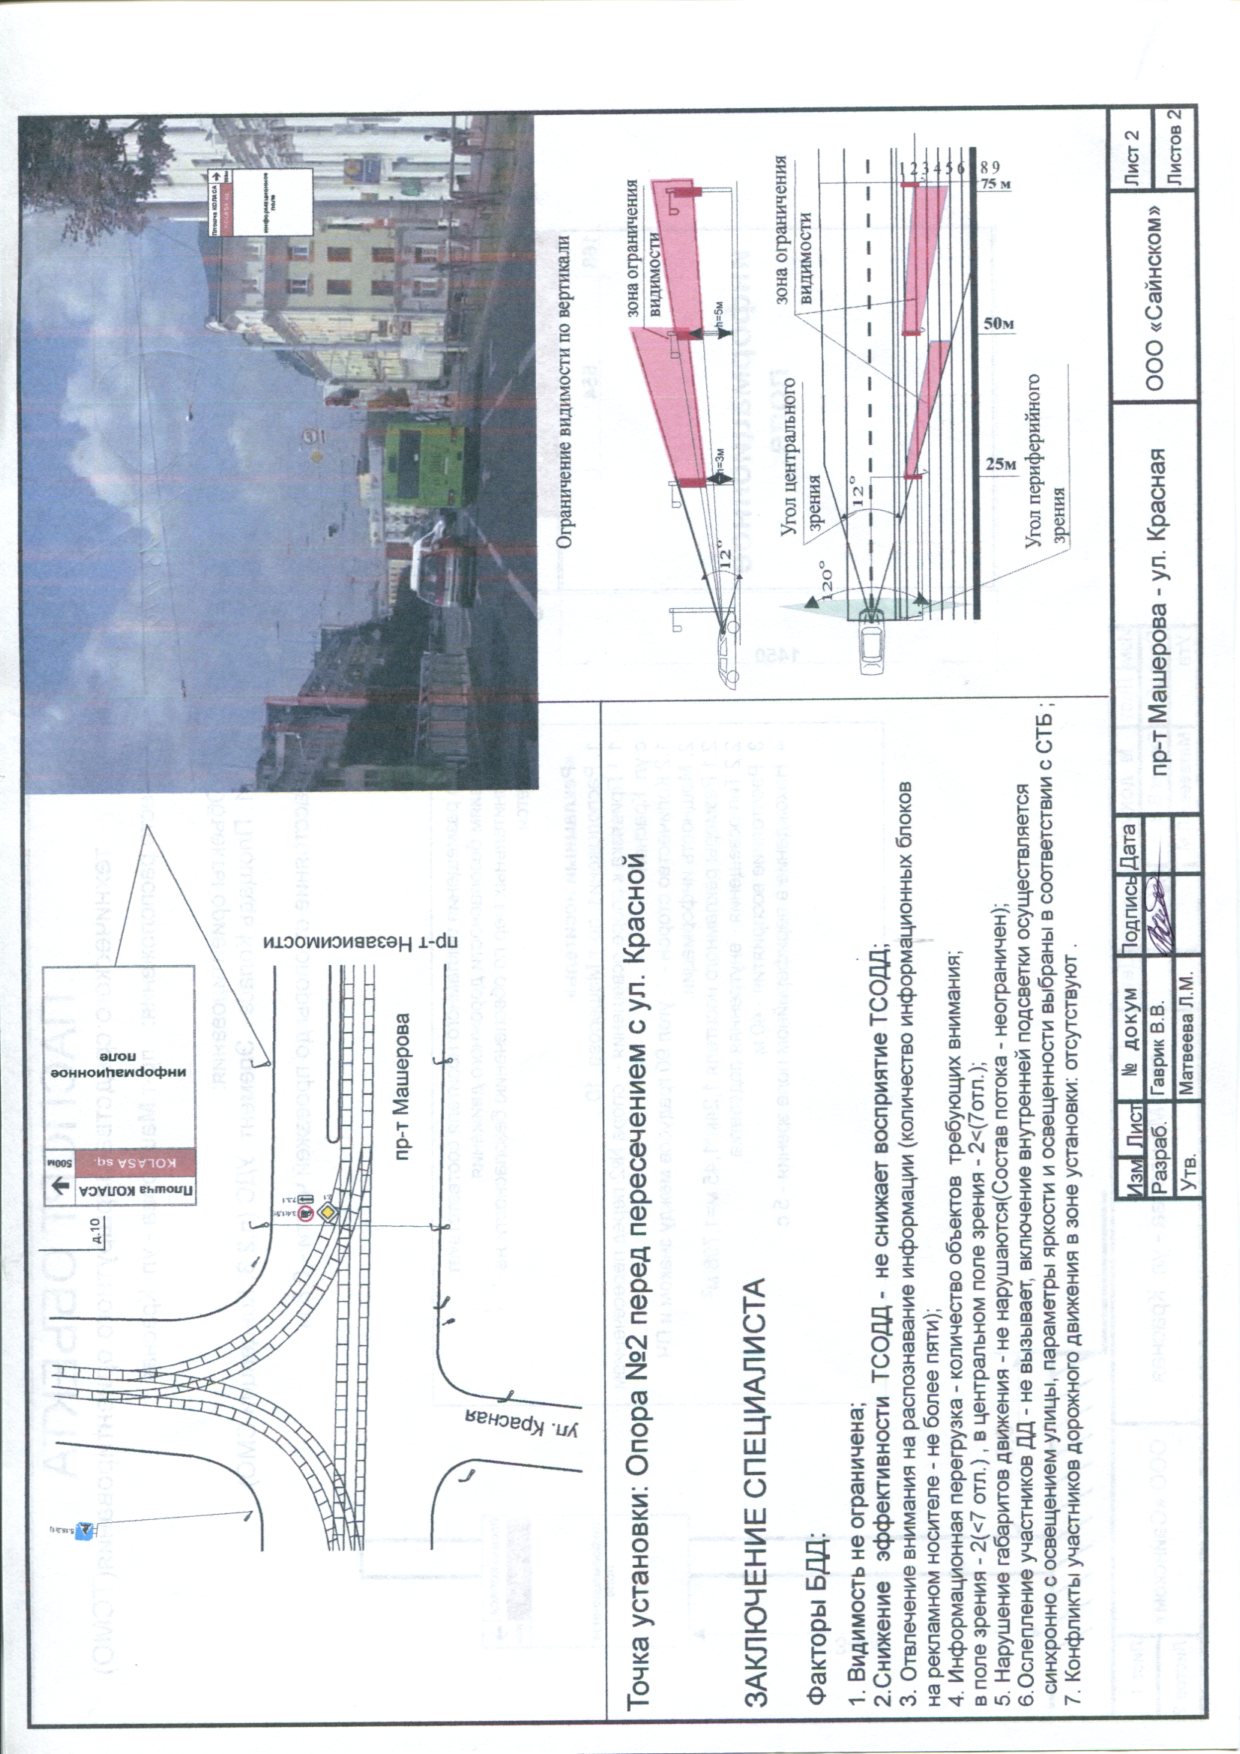 д.10
Плошча КОЛАСА
KOLASA sq.
500м
информационное
поле
пр-т Независимости
пр-т Машерова
ул. Красная
Плошча КОЛАСА
информационное
поле
Точка установки: Опора №2 перед пересечением с ул. Красной
ЗАКЛЮЧЕНИЕ СПЕЦИАЛИСТА
Факторы БДД:
1. Видимость не ограничена;
2.Снижение эффективности ТСОДД - не снижает восприятие ТСОДД;
3. Отвлечение внимания на распознавание информации (количество информационных блоков
на рекламном носителе - не более пяти);
4. Информационная перегрузка - количество объектов требующих внимания;
в поле зрения - 2(<7 отл.) , в центральном поле зрения - 2<(7отл.);
5. Нарушение габаритов движения - не нарушаются(Состав потока - неограничен);
6.Ослепление участников ДД - не вызывает, включение внутренней подсветки осуществляется
синхронно с освещением улицы, параметры яркости и освещенности выбраны в соответствии с СТБ ;
7. Конфликты участников дорожного движения в зоне установки: отсутствуют .
Ограничение видимости по вертикали
зона ограничения
видимости
12°
h=3м
h=5м
Угол центрального
зрения
зона ограничения
видимости
120°
12°
1 2 3 4 5 6 8 9
25м
50м
75 м
Угол периферийного
зрения
Изм Лист № докум Подпись Дата
Разраб. Гаврик В.В.
Утв. Матвеева Л.М.
пр-т Машерова - ул. Красная
ООО «Сайнском»
Лист 2
Листов 2